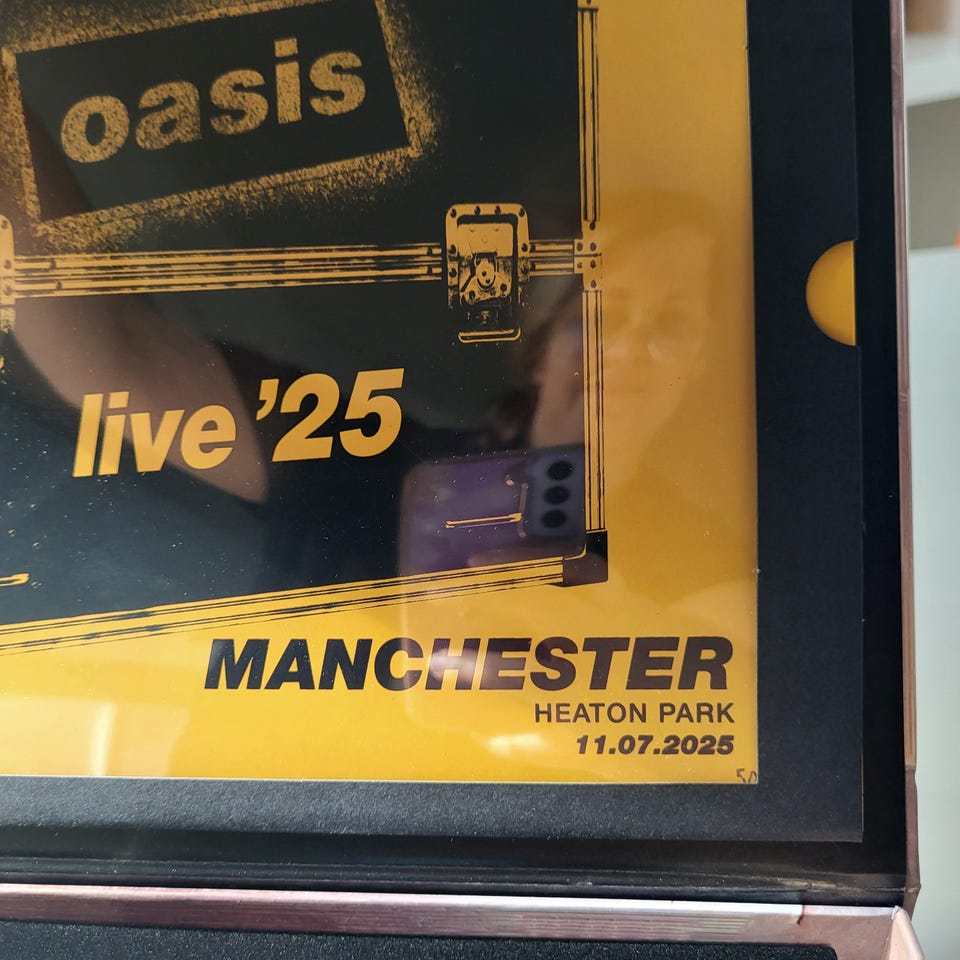 oasis
live '25
MANCHESTER
HEATON PARK
11.07.2025